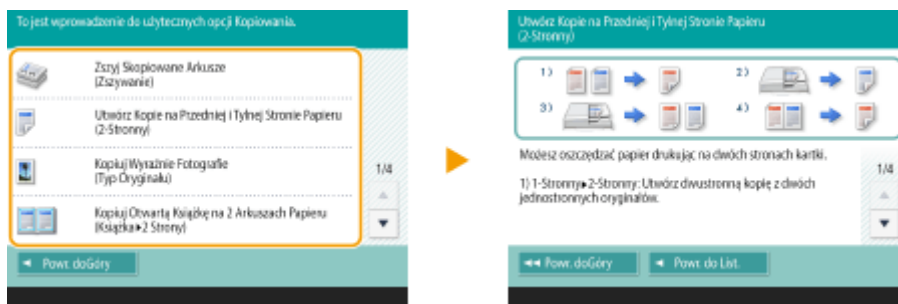 To jest wprowadzenie do użytecznych opcji Kopiowania.
Zszyj Skopiowane Arkusze
(Zszywanie)
Utwórz Kopie na Przedniej i Tylnej Stronie Papieru
(2-Stronny)
Kopiuj Wyraźnie Fotografie
(Typ Oryginału)
Kopiuj Otwartą Książkę na 2 Arkuszach Papieru
(Książka▶2 Strony)
1/4
Powr. doGóry
Utwórz Kopie na Przedniej i Tylnej Stronie Papieru
(2-Stronny)
1) 2)
3) 4)
Możesz oszczędzać papier drukując na dwóch stronach kartki.
1) 1-Stronny▶2-Stronny: Utwórz dwustronną kopię z dwóch
jednostronnych oryginałów.
1/4
Powr. doGóry
Powr. do List.